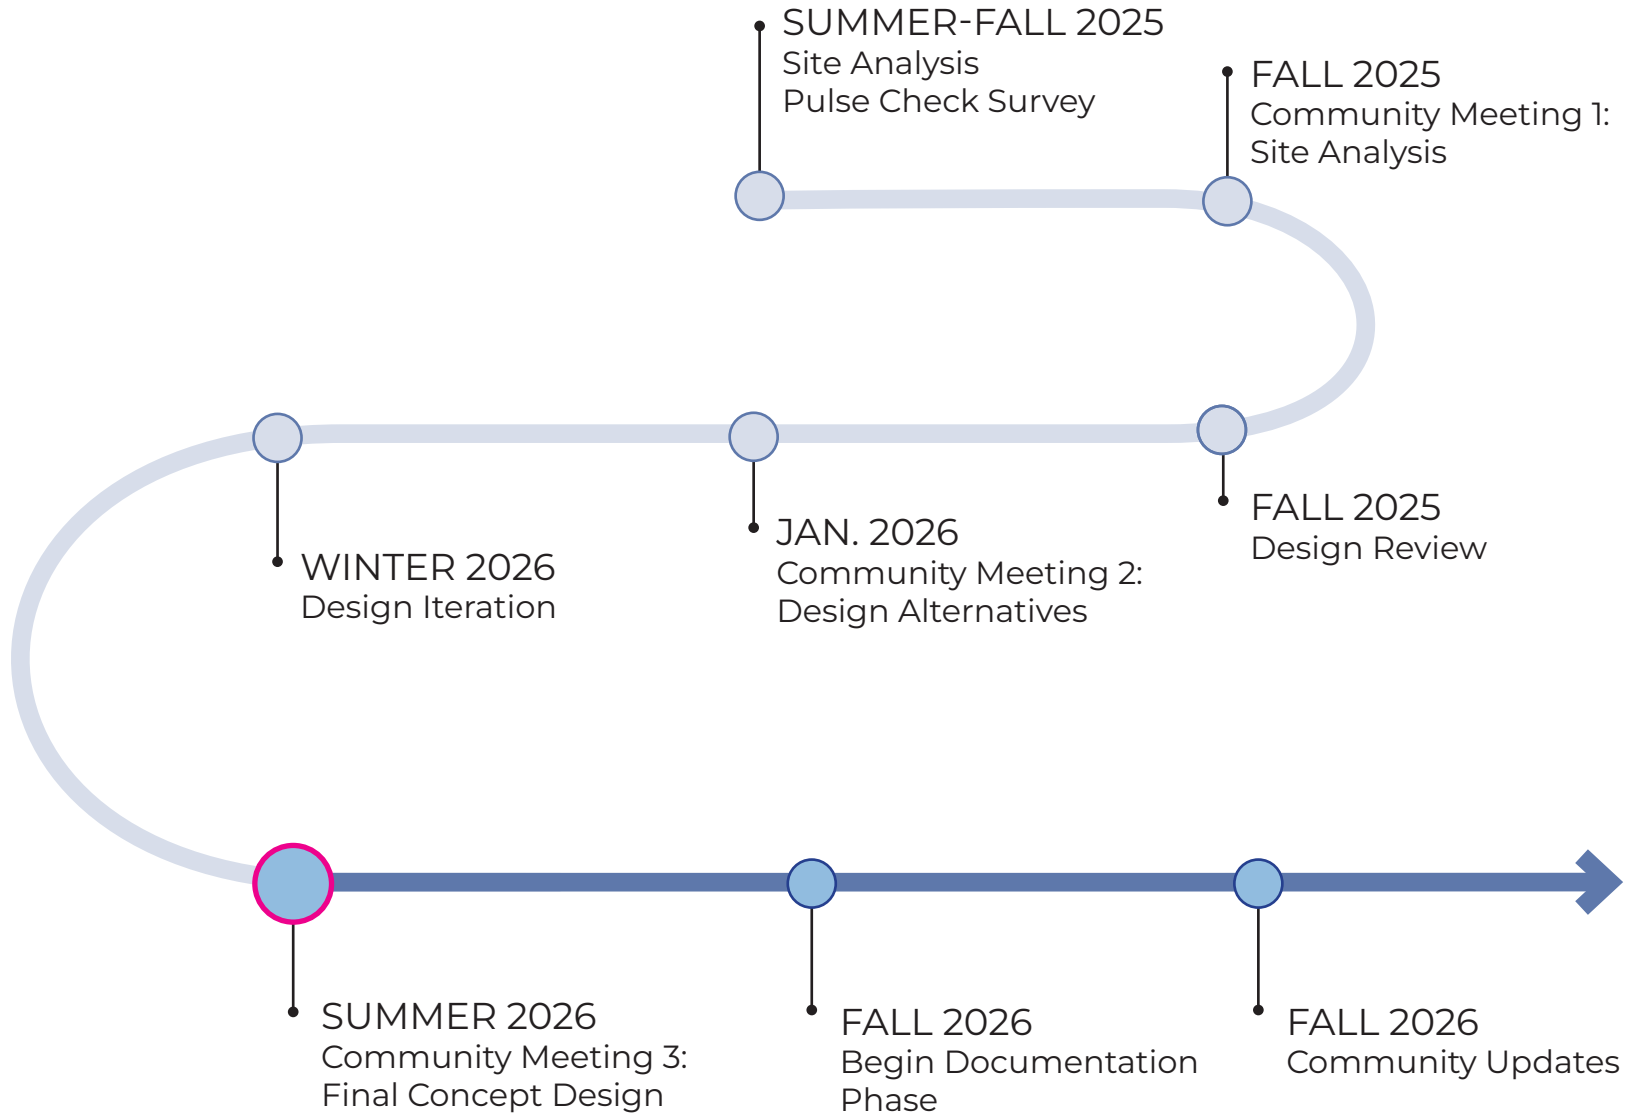 SUMMER-FALL 2025
Site Analysis
Pulse Check Survey
FALL 2025
Community Meeting 1:
Site Analysis
FALL 2025
Design Review
JAN. 2026
Community Meeting 2:
Design Alternatives
WINTER 2026
Design Iteration
SUMMER 2026
Community Meeting 3:
Final Concept Design
FALL 2026
Begin Documentation
Phase
FALL 2026
Community Updates